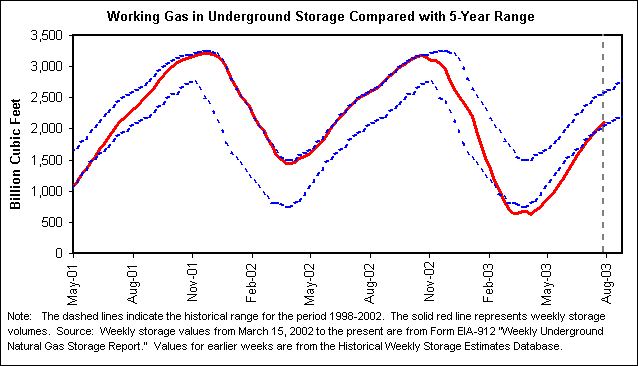 Working Gas in Underground Storage Compared with 5-Year Range
Billion Cubic Feet
3,500
3,000
2,500
2,000
1,500
1,000
500
0
May-01
Aug-01
Nov-01
Feb-02
May-02
Aug-02
Nov-02
Feb-03
May-03
Aug-03
Note: The dashed lines indicate the historical range for the period 1998-2002. The solid red line represents weekly storage
volumes. Source: Weekly storage values from March 15, 2002 to the present are from Form EIA-912 "Weekly Underground
Natural Gas Storage Report." Values for earlier weeks are from the Historical Weekly Storage Estimates Database.